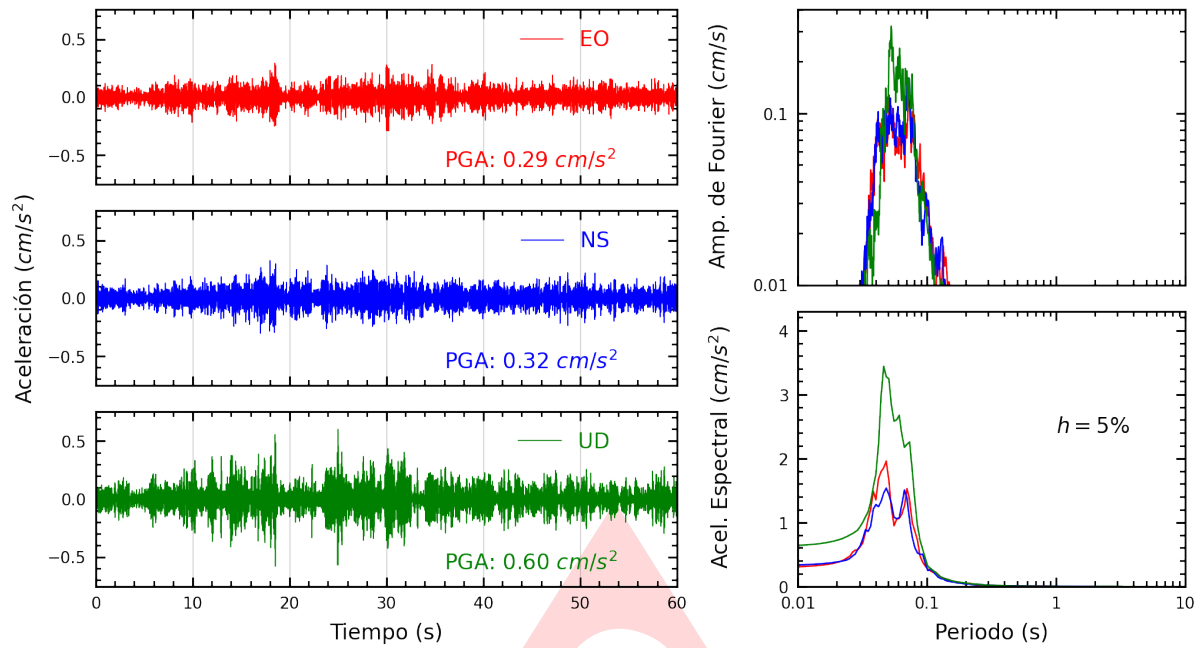 0.5
0.0
−0.5
EO
PGA: 0.29 cm/s²
0.5
0.0
−0.5
NS
PGA: 0.32 cm/s²
0.5
0.0
−0.5
UD
PGA: 0.60 cm/s²
0 10 20 30 40 50 60
Tiempo (s)
Aceleración (cm/s²)
0.1
0.01
Amp. de Fourier (cm/s)
4
3
2
1
0
Acel. Espectral (cm/s²)
h = 5%
0.01 0.1 1 10
Periodo (s)